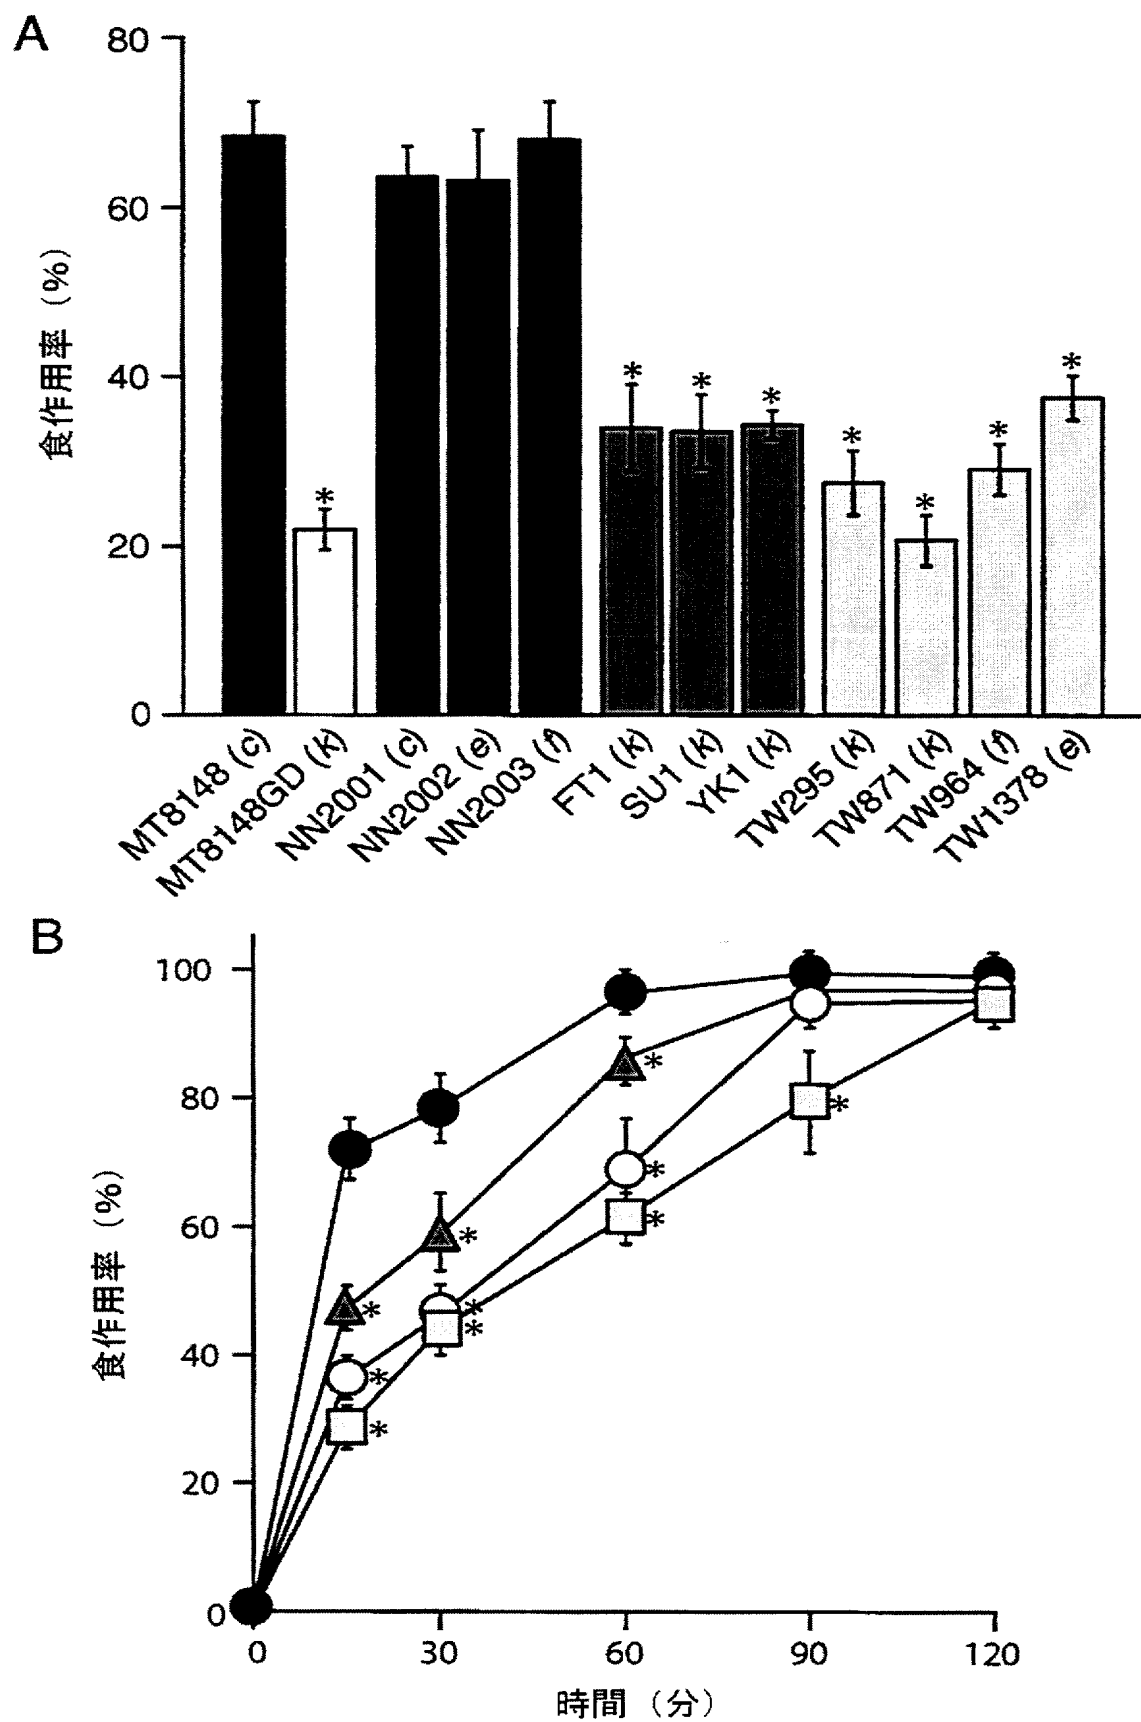 A
80
60
40
20
0
食作用率 (%)
* * * * * * * *
MT8148 (c)
MT8148GD (k)
NN2001 (c)
NN2002 (e)
NN2003 (f)
FT1 (k)
SU1 (k)
YK1 (k)
TW295 (k)
TW871 (k)
TW964 (f)
TW1378 (e)
B
100
80
60
40
20
0
食作用率 (%)
* * * * * * * * * *
0 30 60 90 120
時間 (分)